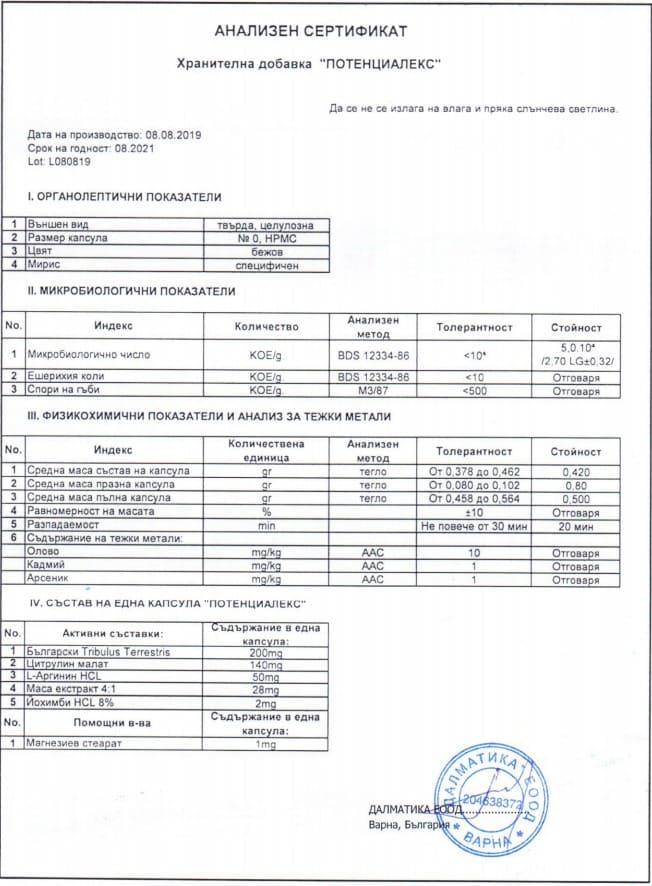 АНАЛИЗЕН СЕРТИФИКАТ
Хранителна добавка "ПОТЕНЦИАЛЕКС"
Да се не се излага на влага и пряка слънчева светлина.
Дата на производство: 08.08.2019
Срок на годност: 08.2021
Lot: L080819
I. ОРГАНОЛЕПТИЧНИ ПОКАЗАТЕЛИ
1 Външен вид твърда, целулозна
2 Размер капсула № 0, HPMC
3 Цвят бежов
4 Мирис специфичен
II. МИКРОБИОЛОГИЧНИ ПОКАЗАТЕЛИ
No. Индекс Количество Анализен метод Толерантност Стойност
1 Микробиологично число KOE/g. BDS 12334-86 <10⁴ 5,0.10⁴ /2,70 LG±0,32/
2 Ешерихия коли KOE/g. BDS 12334-86 <10 Отговаря
3 Спори на гъби KOE/g. М3/87 <500 Отговаря
III. ФИЗИКОХИМИЧНИ ПОКАЗАТЕЛИ И АНАЛИЗ ЗА ТЕЖКИ МЕТАЛИ
No. Индекс Количествена единица Анализен метод Толерантност Стойност
1 Средна маса състав на капсула gr тегло От 0,378 до 0,462 0,420
2 Средна маса празна капсула gr тегло От 0,080 до 0,102 0,80
3 Средна маса пълна капсула gr тегло От 0,458 до 0,564 0,500
4 Равномерност на масата % ±10 Отговаря
5 Разпадаемост min Не повече от 30 мин 20 мин
6 Съдържание на тежки метали:
Олово mg/kg ААС 10 Отговаря
Кадмий mg/kg ААС 1 Отговаря
Арсеник mg/kg ААС 1 Отговаря
IV. СЪСТАВ НА ЕДНА КАПСУЛА "ПОТЕНЦИАЛЕКС"
No. Активни съставки: Съдържание в една капсула:
1 Български Tribulus Terrestris 200mg
2 Цитрулин малат 140mg
3 L-Аргинин HCL 50mg
4 Маса екстракт 4:1 28mg
5 Йохимби HCL 8% 2mg
No. Помощни в-ва Съдържание в една капсула:
1 Магнезиев стеарат 1mg
ДАЛМАТИКА ЕООД
204638372
ВАРНА
ДАЛМАТИКА ЕООД..................
Варна, България